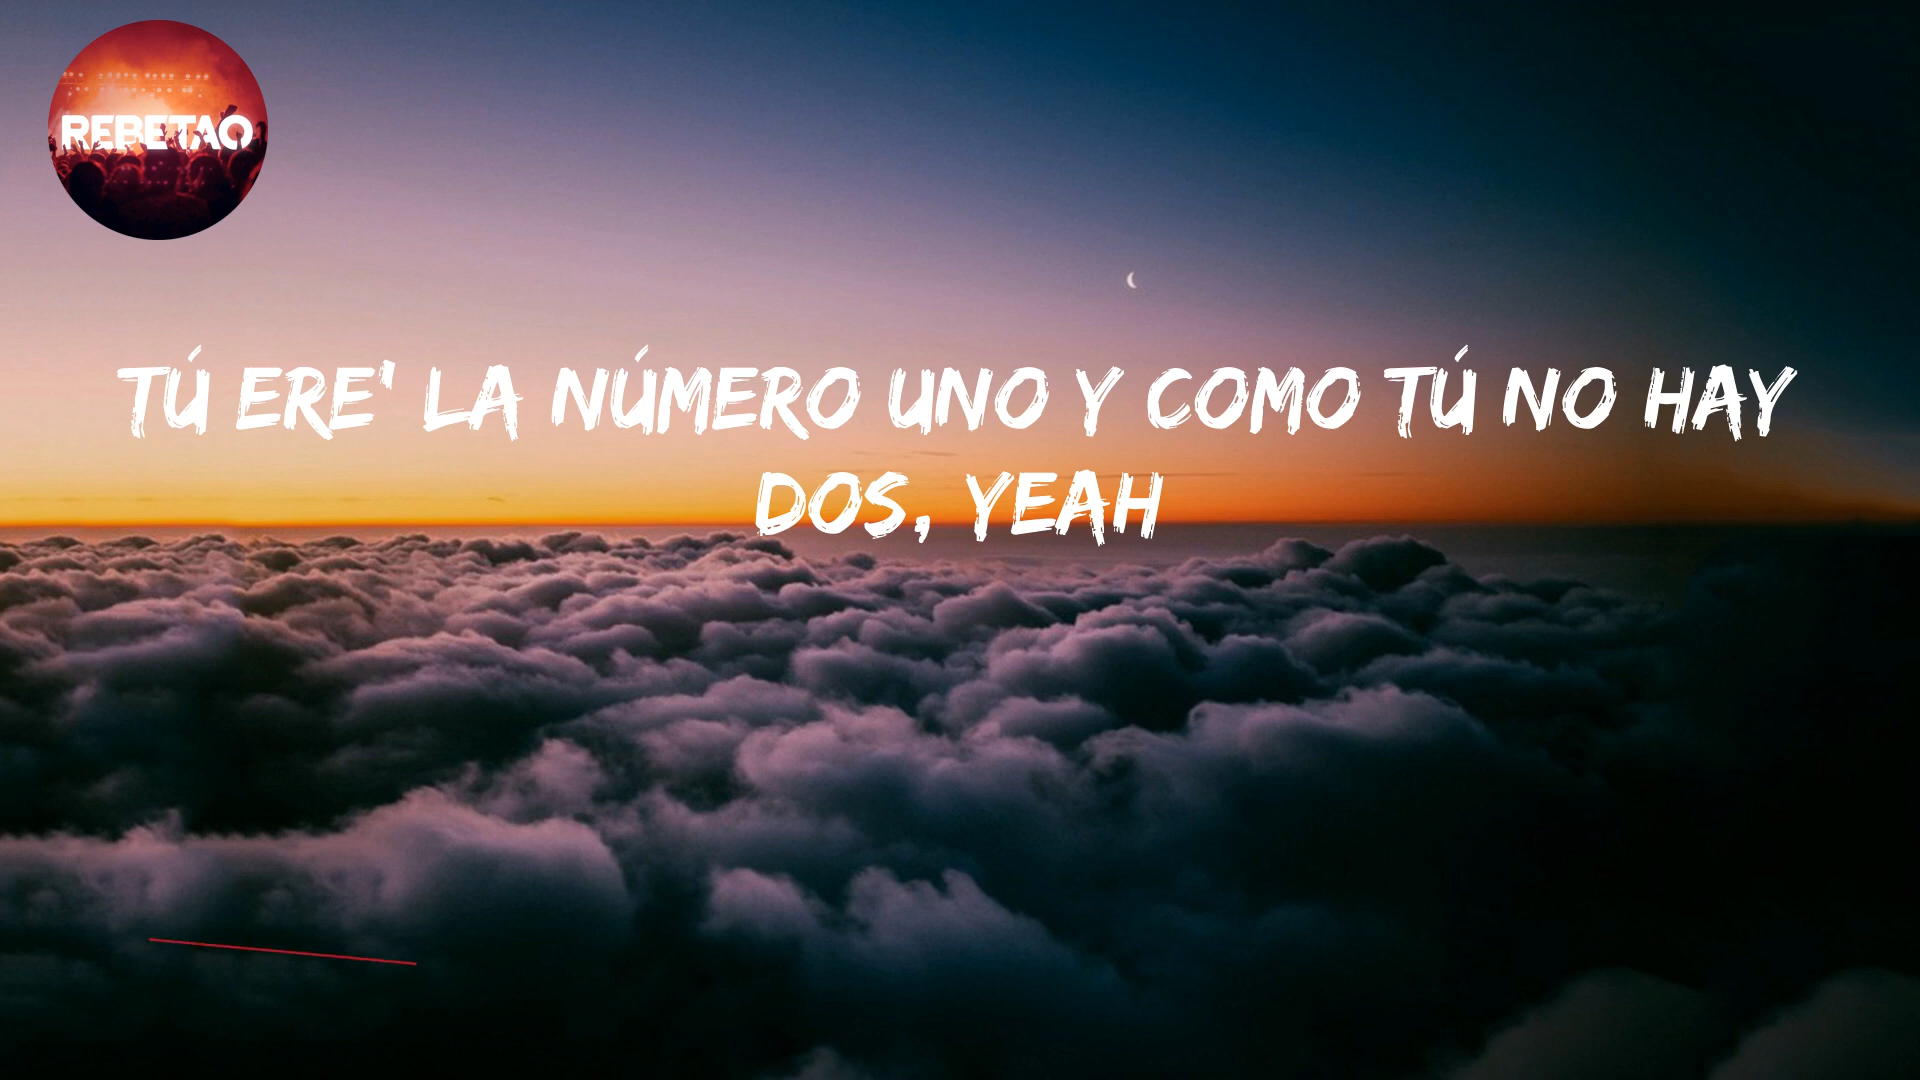 REBETAO
TÚ ERE' LA NÚMERO UNO Y COMO TÚ NO HAY
DOS, YEAH